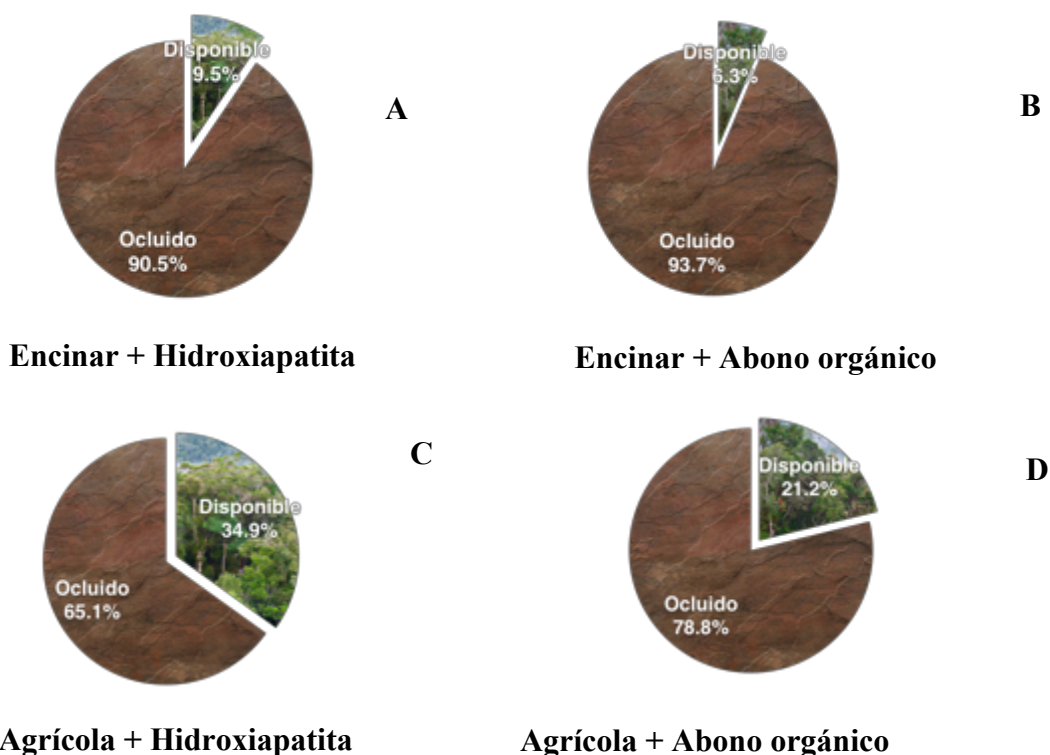 Disponible
9.5%
A
Ocluido
90.5%
Encinar + Hidroxiapatita
Disponible
6.3%
B
Ocluido
93.7%
Encinar + Abono orgánico
Disponible
34.9%
C
Ocluido
65.1%
Agrícola + Hidroxiapatita
Disponible
21.2%
D
Ocluido
78.8%
Agrícola + Abono orgánico